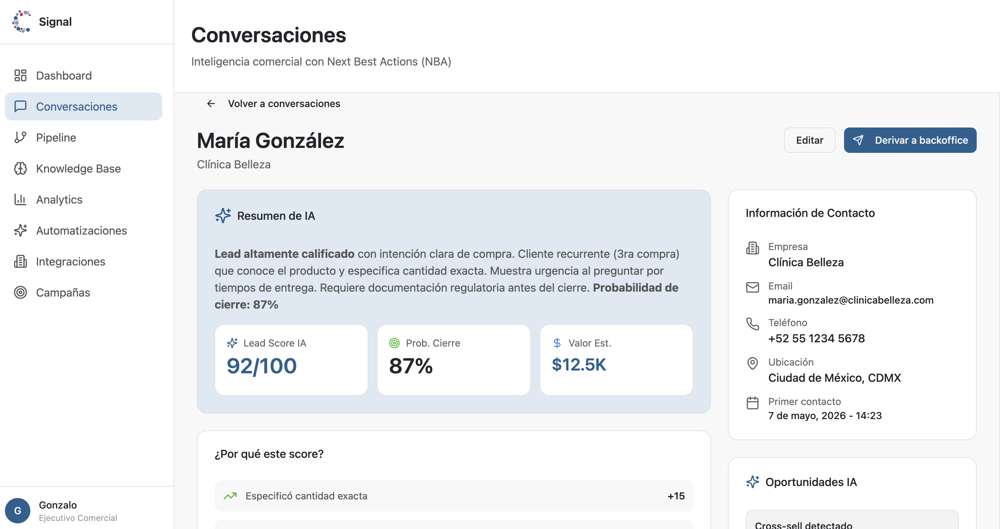 Signal
Dashboard
Conversaciones
Pipeline
Knowledge Base
Analytics
Automatizaciones
Integraciones
Campañas
G
Gonzalo
Ejecutivo Comercial
Conversaciones
Inteligencia comercial con Next Best Actions (NBA)
Volver a conversaciones
María González
Clínica Belleza
Editar
Derivar a backoffice
Resumen de IA
Lead altamente calificado con intención clara de compra. Cliente recurrente (3ra compra)
que conoce el producto y especifica cantidad exacta. Muestra urgencia al preguntar por
tiempos de entrega. Requiere documentación regulatoria antes del cierre. Probabilidad de
cierre: 87%
Lead Score IA
92/100
Prob. Cierre
87%
Valor Est.
$12.5K
¿Por qué este score?
Especificó cantidad exacta
+15
Información de Contacto
Empresa
Clínica Belleza
Email
maria.gonzalez@clinicabelleza.com
Teléfono
+52 55 1234 5678
Ubicación
Ciudad de México, CDMX
Primer contacto
7 de mayo, 2026 - 14:23
Oportunidades IA
Cross-sell detectado